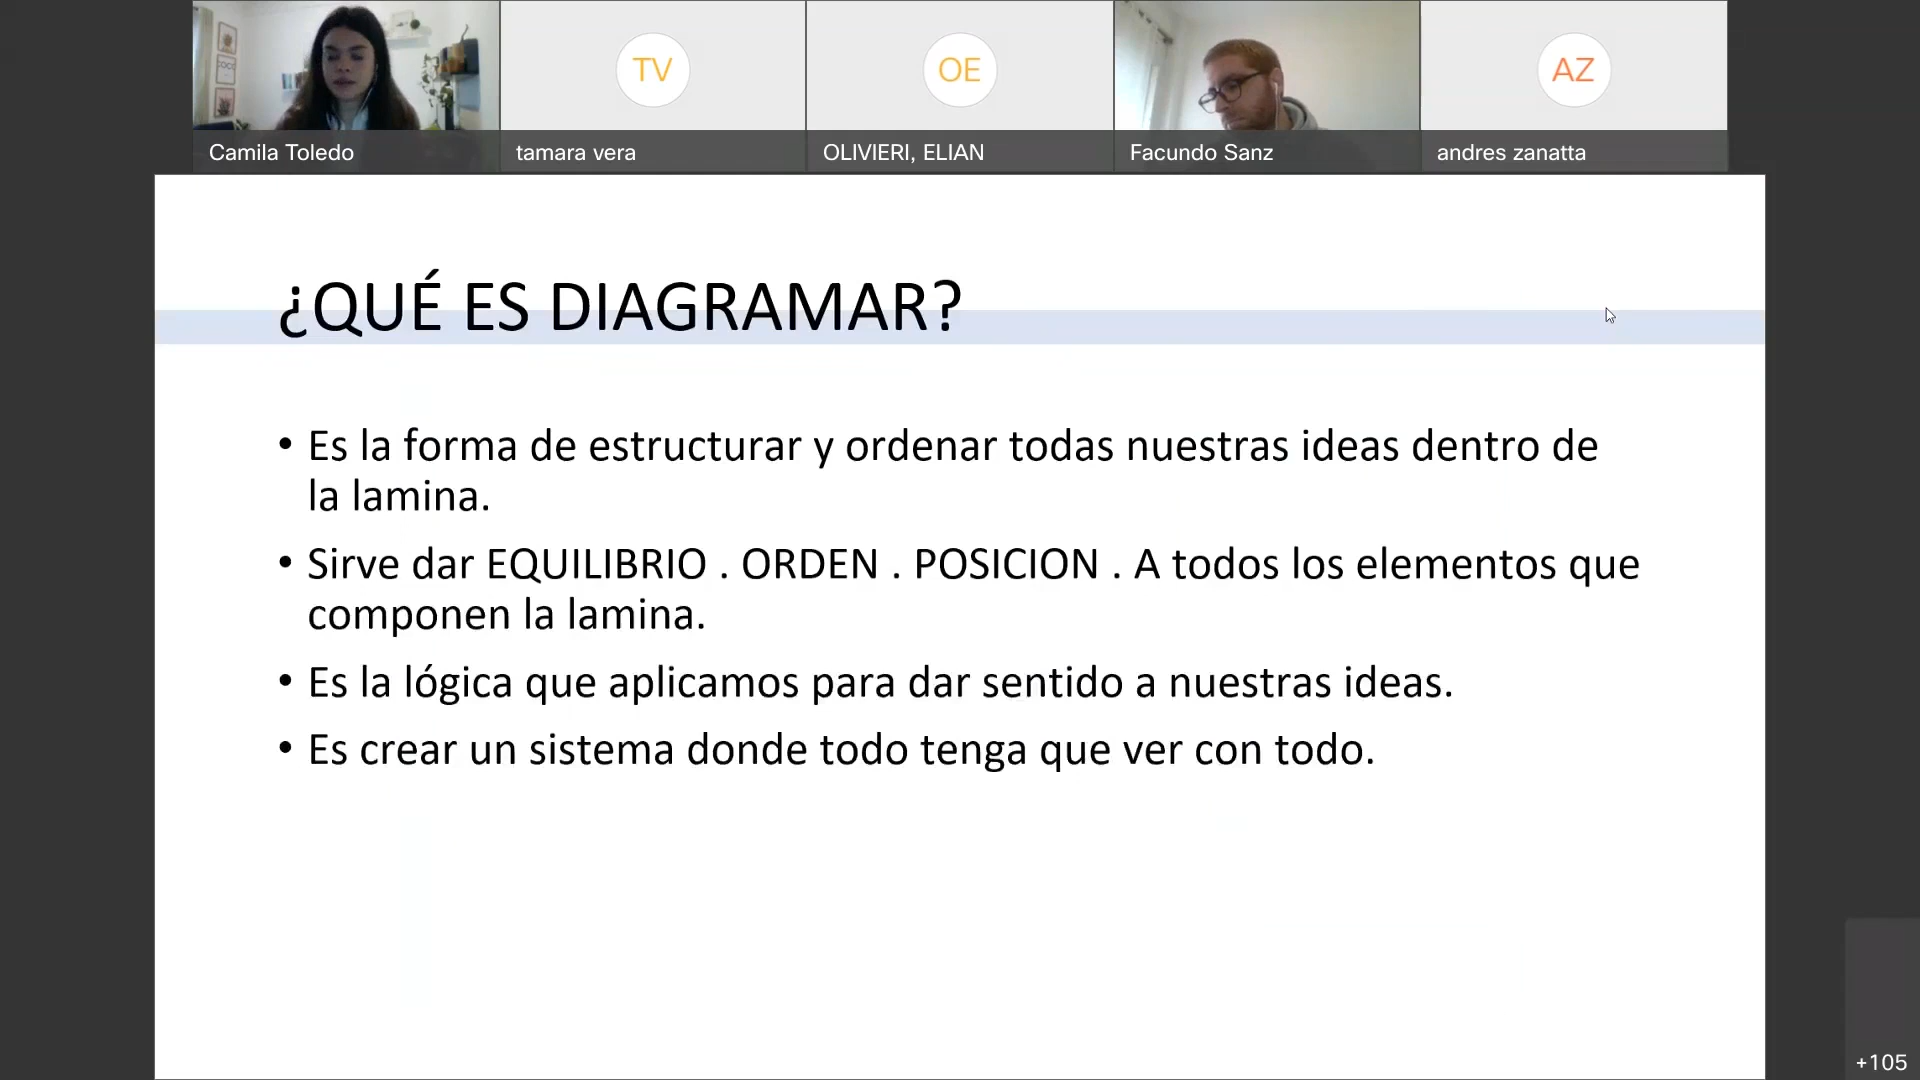 TV
OE
AZ
Camila Toledo
tamara vera
OLIVIERI, ELIAN
Facundo Sanz
andres zanatta
¿QUÉ ES DIAGRAMAR?
• Es la forma de estructurar y ordenar todas nuestras ideas dentro de
la lamina.
• Sirve dar EQUILIBRIO . ORDEN . POSICION . A todos los elementos que
componen la lamina.
• Es la lógica que aplicamos para dar sentido a nuestras ideas.
• Es crear un sistema donde todo tenga que ver con todo.
+105